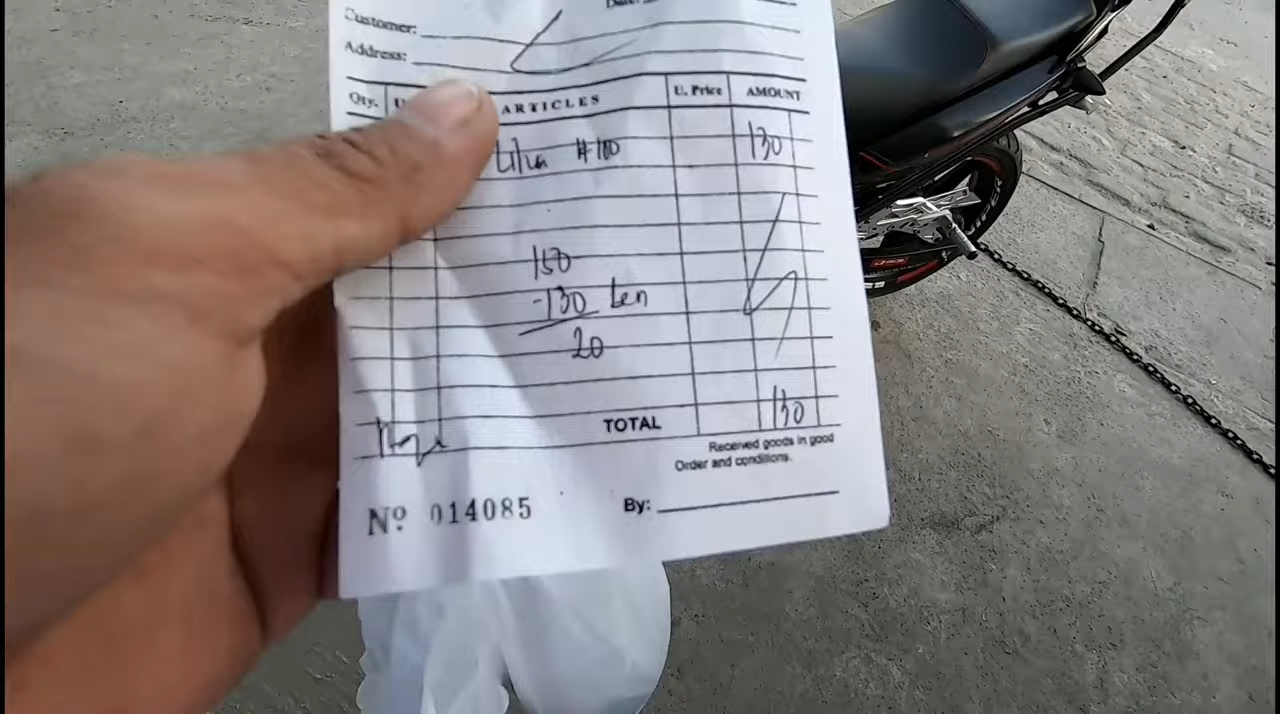 Customer:
Address:
Qty. U ARTICLES U. Price AMOUNT
#100 130
150
-130 Len
20
TOTAL 130
Received goods in good
Order and conditions.
Nº 014085 By: